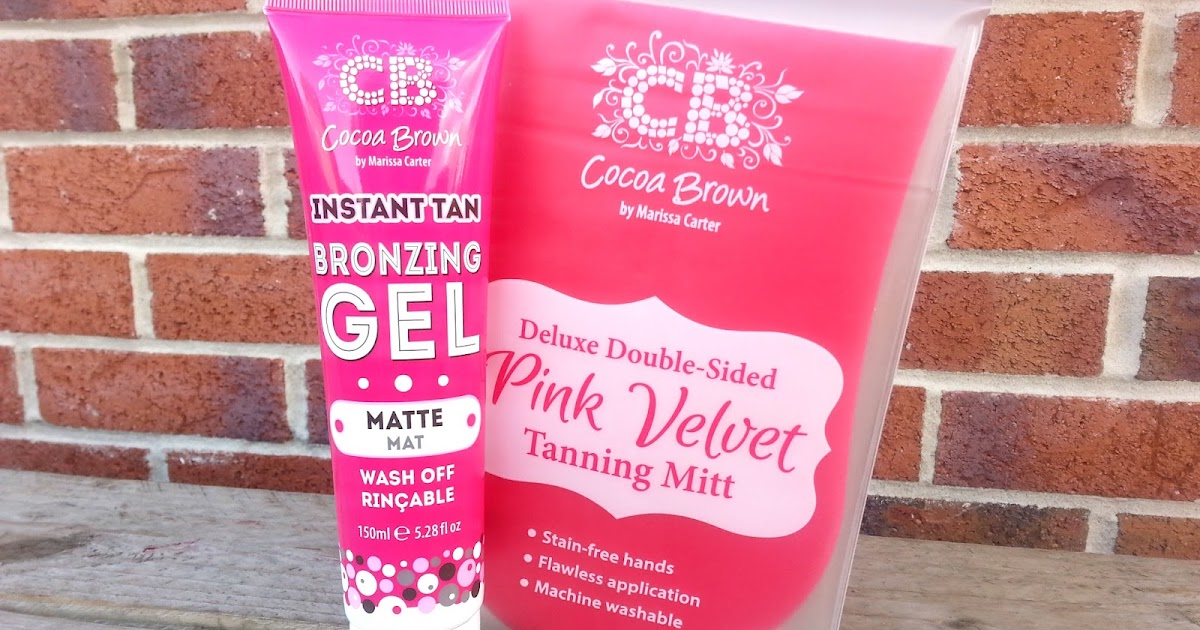 CB
Cocoa Brown
by Marissa Carter
INSTANT TAN
BRONZING
GEL
MATTE
MAT
WASH OFF
RINÇABLE
150ml ℮ 5.28 fl oz
CB
Cocoa Brown
by Marissa Carter
Deluxe Double-Sided
Pink Velvet
Tanning Mitt
• Stain-free hands
• Flawless application
• Machine washable